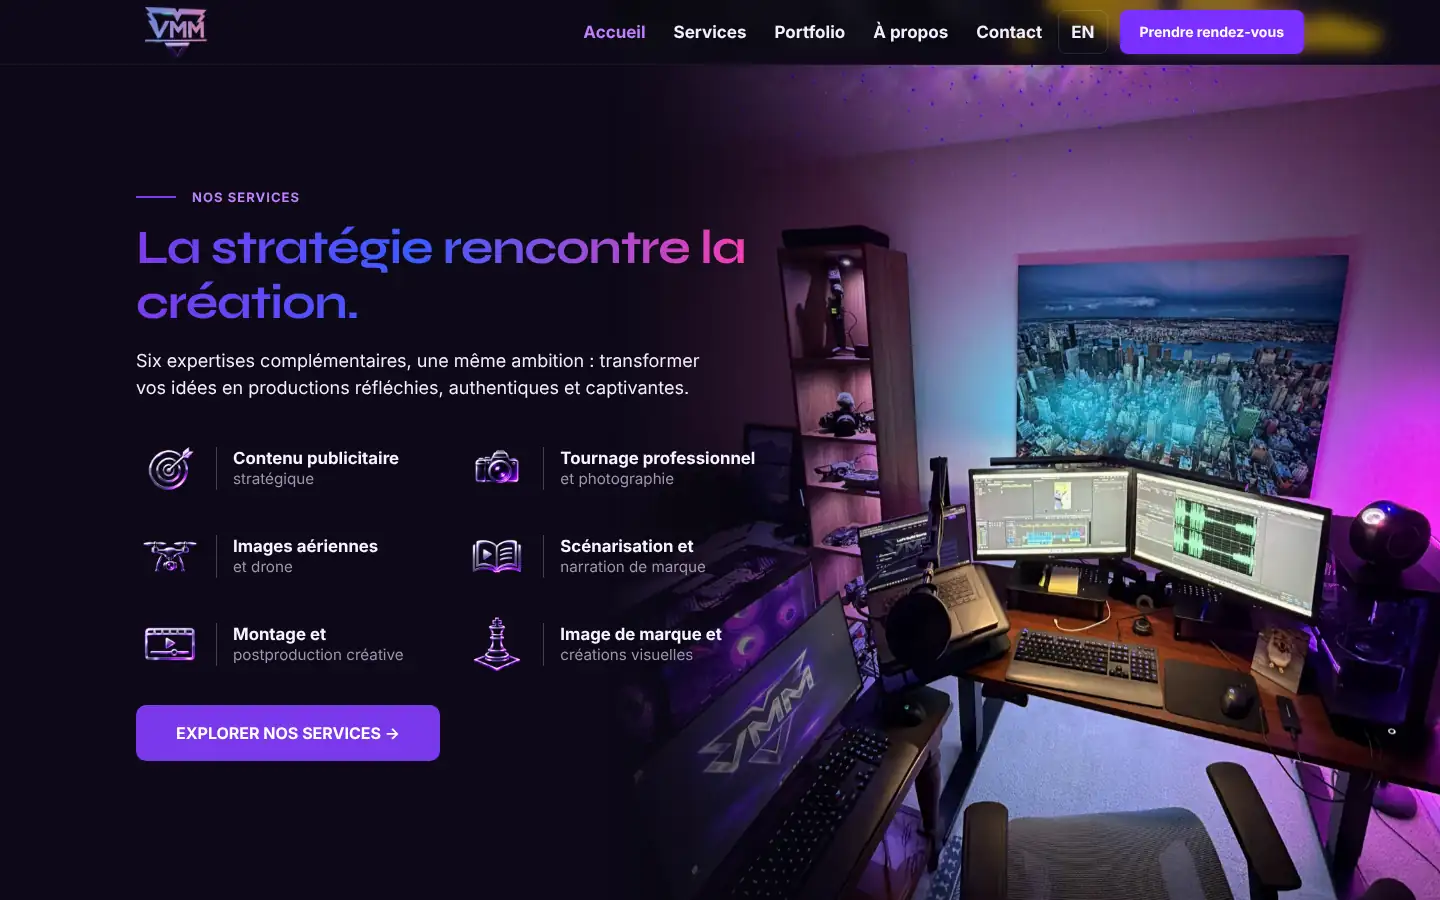 VMM
Accueil
Services
Portfolio
À propos
Contact
EN
Prendre rendez-vous
NOS SERVICES
La stratégie rencontre la
création.
Six expertises complémentaires, une même ambition : transformer
vos idées en productions réfléchies, authentiques et captivantes.
Contenu publicitaire
stratégique
Tournage professionnel
et photographie
Images aériennes
et drone
Scénarisation et
narration de marque
Montage et
postproduction créative
Image de marque et
créations visuelles
EXPLORER NOS SERVICES →
VMM